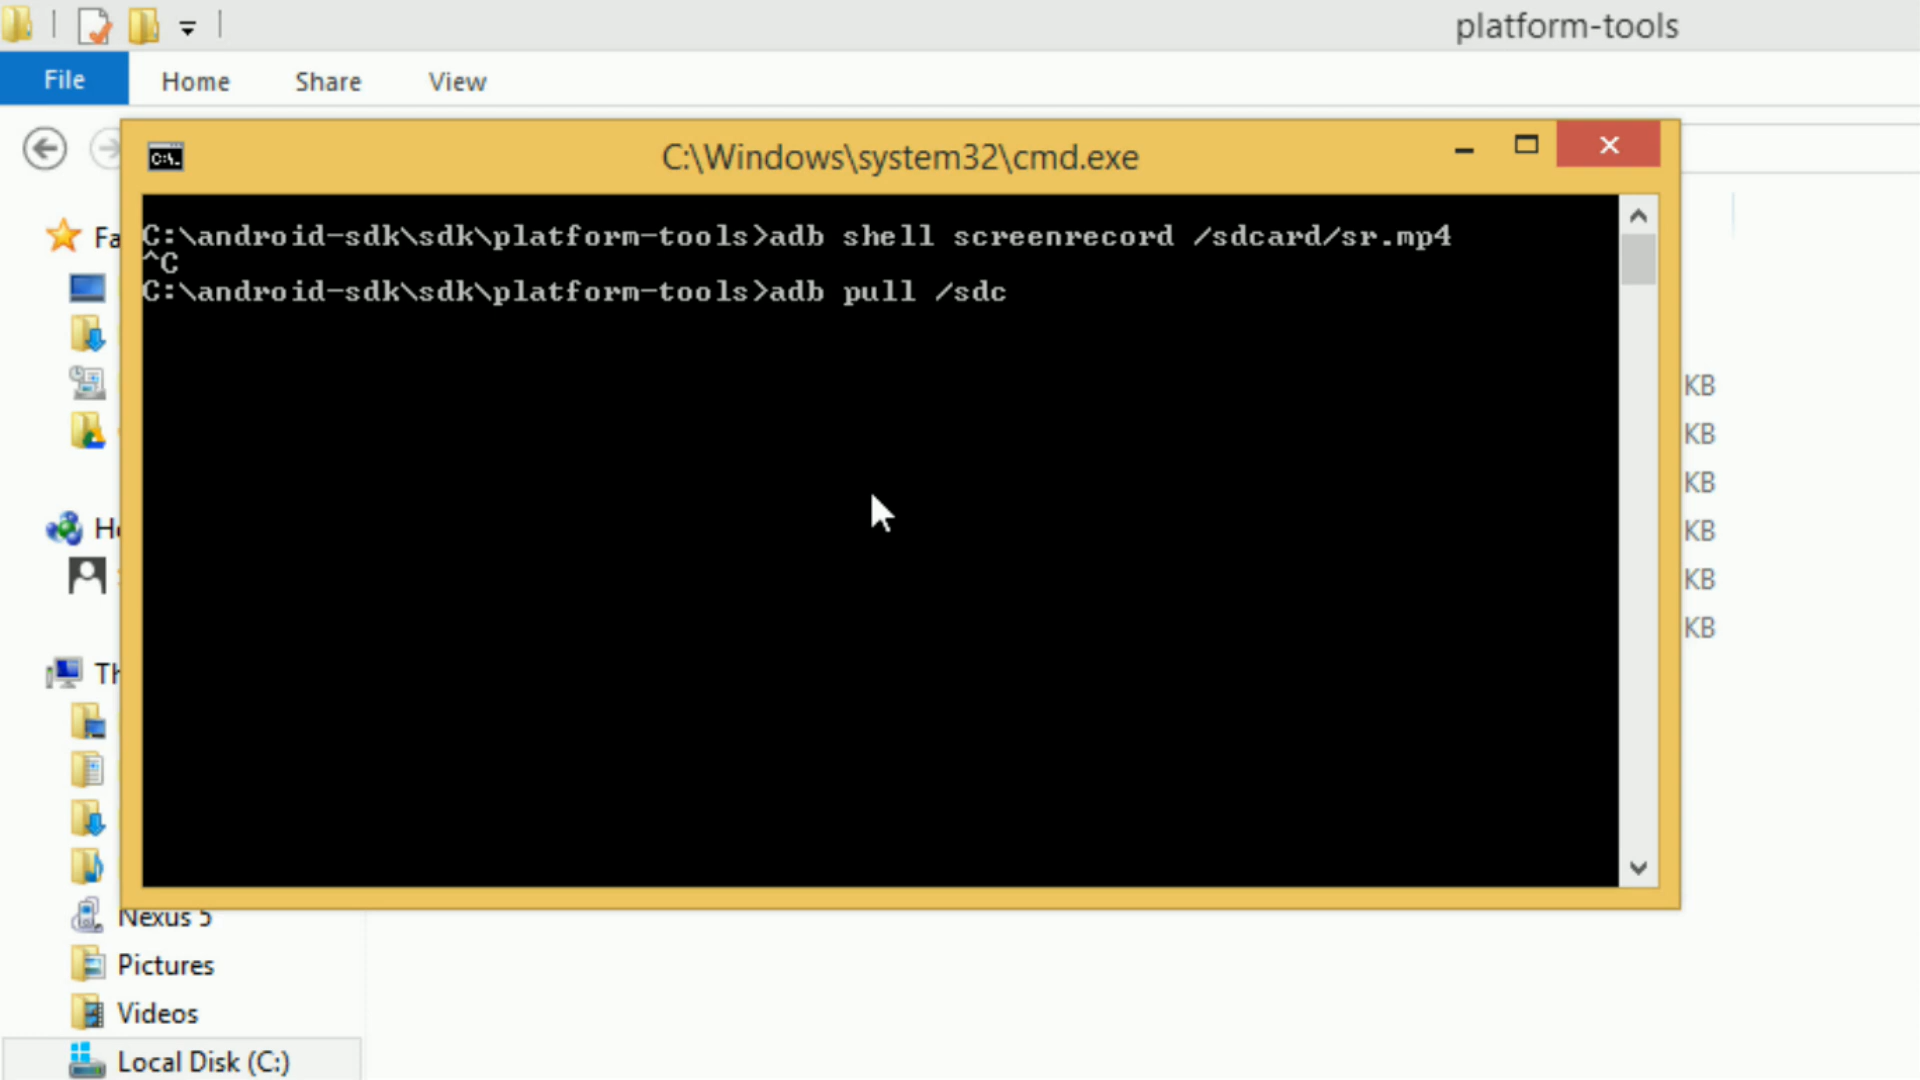 platform-tools
File Home Share View
C:\Windows\system32\cmd.exe
C:\android-sdk\sdk\platform-tools>adb shell screenrecord /sdcard/sr.mp4
^C
C:\android-sdk\sdk\platform-tools>adb pull /sdc
KB
KB
KB
KB
KB
KB
Nexus 5
Pictures
Videos
Local Disk (C:)